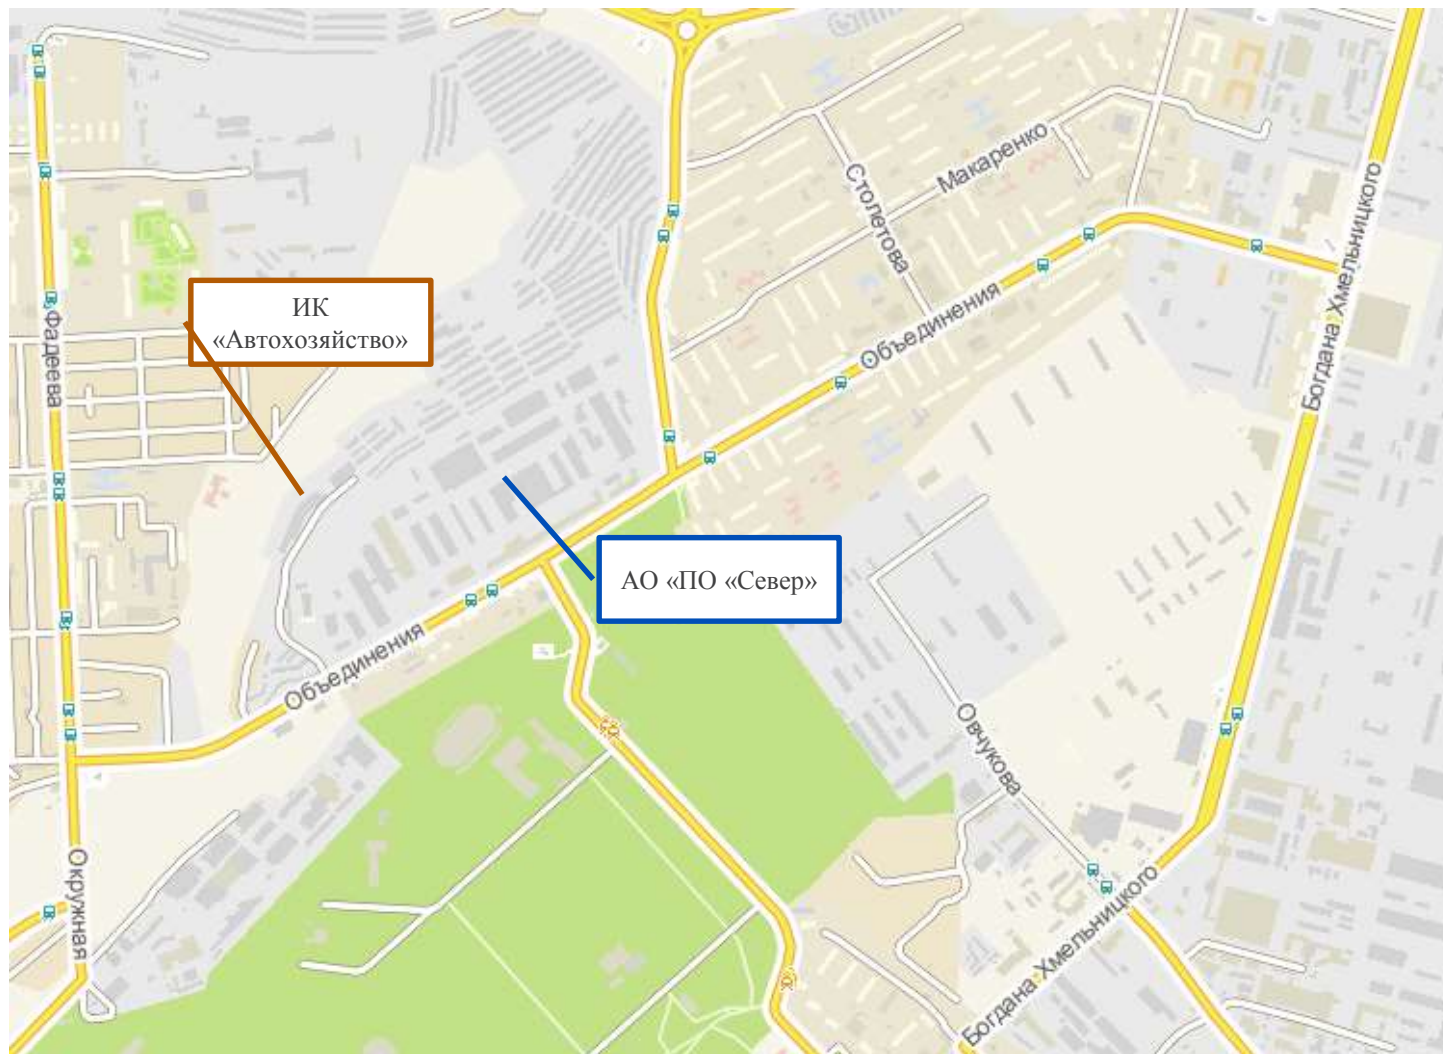 Столетова
Макаренко
Богдана Хмельницкого
Фадеева
ИК
«Автохозяйство»
Объединения
АО «ПО «Север»
Объединения
Овчукова
Окружная
Богдана Хмельницкого